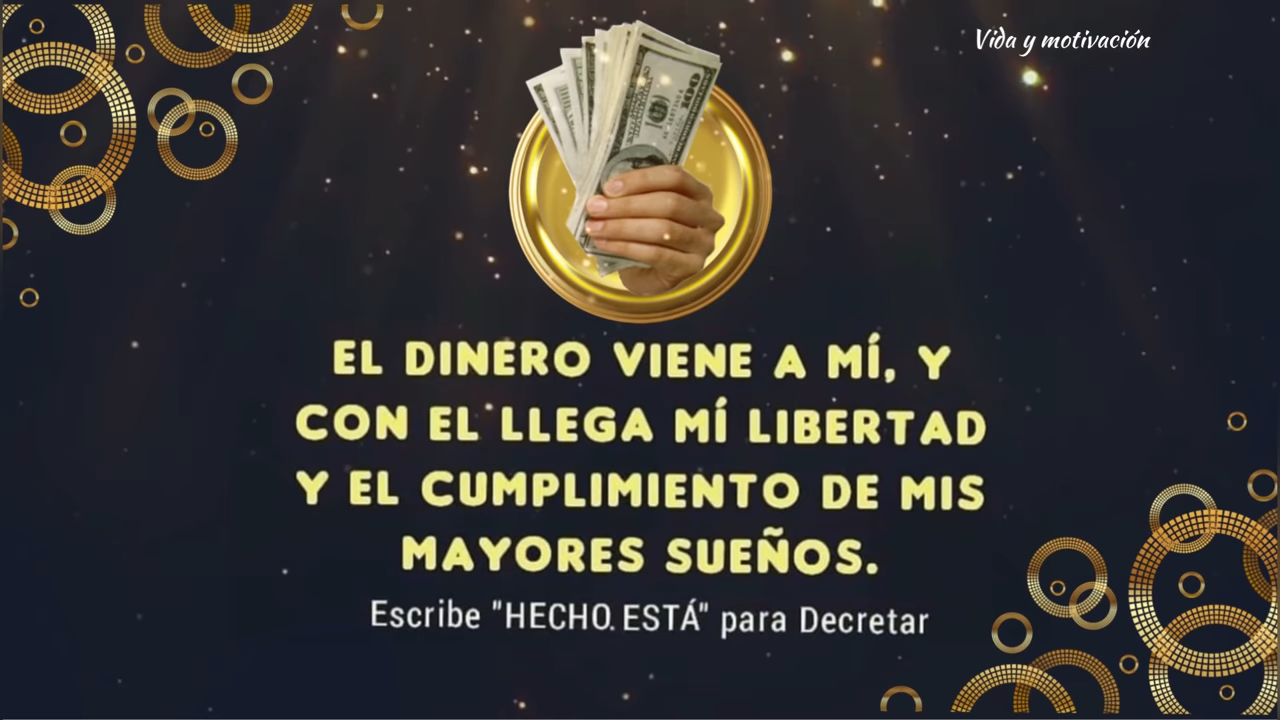 Vida y motivación
EL DINERO VIENE A MÍ, Y
CON EL LLEGA MÍ LIBERTAD
Y EL CUMPLIMIENTO DE MIS
MAYORES SUEÑOS.
Escribe "HECHO. ESTÁ" para Decretar
100